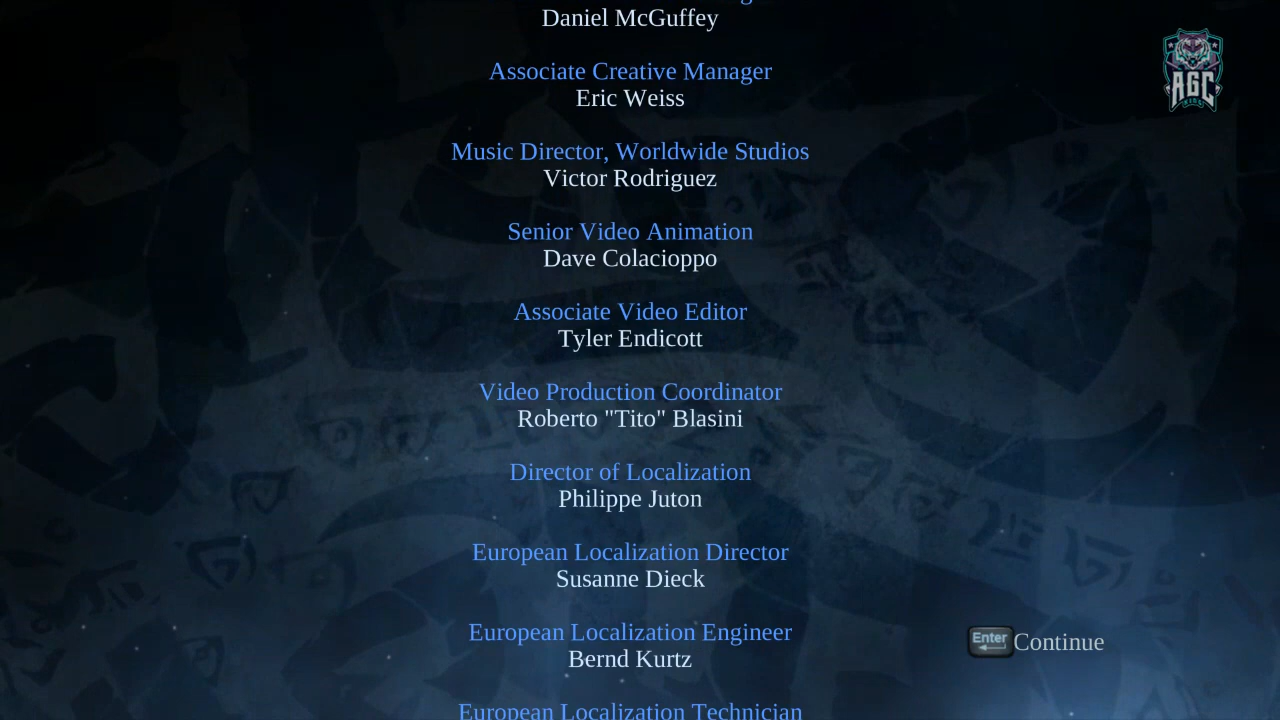 Daniel McGuffey
Associate Creative Manager
Eric Weiss
Music Director, Worldwide Studios
Victor Rodriguez
Senior Video Animation
Dave Colacioppo
Associate Video Editor
Tyler Endicott
Video Production Coordinator
Roberto "Tito" Blasini
Director of Localization
Philippe Juton
European Localization Director
Susanne Dieck
European Localization Engineer
Bernd Kurtz
European Localization Technician
AGC
Enter
Continue